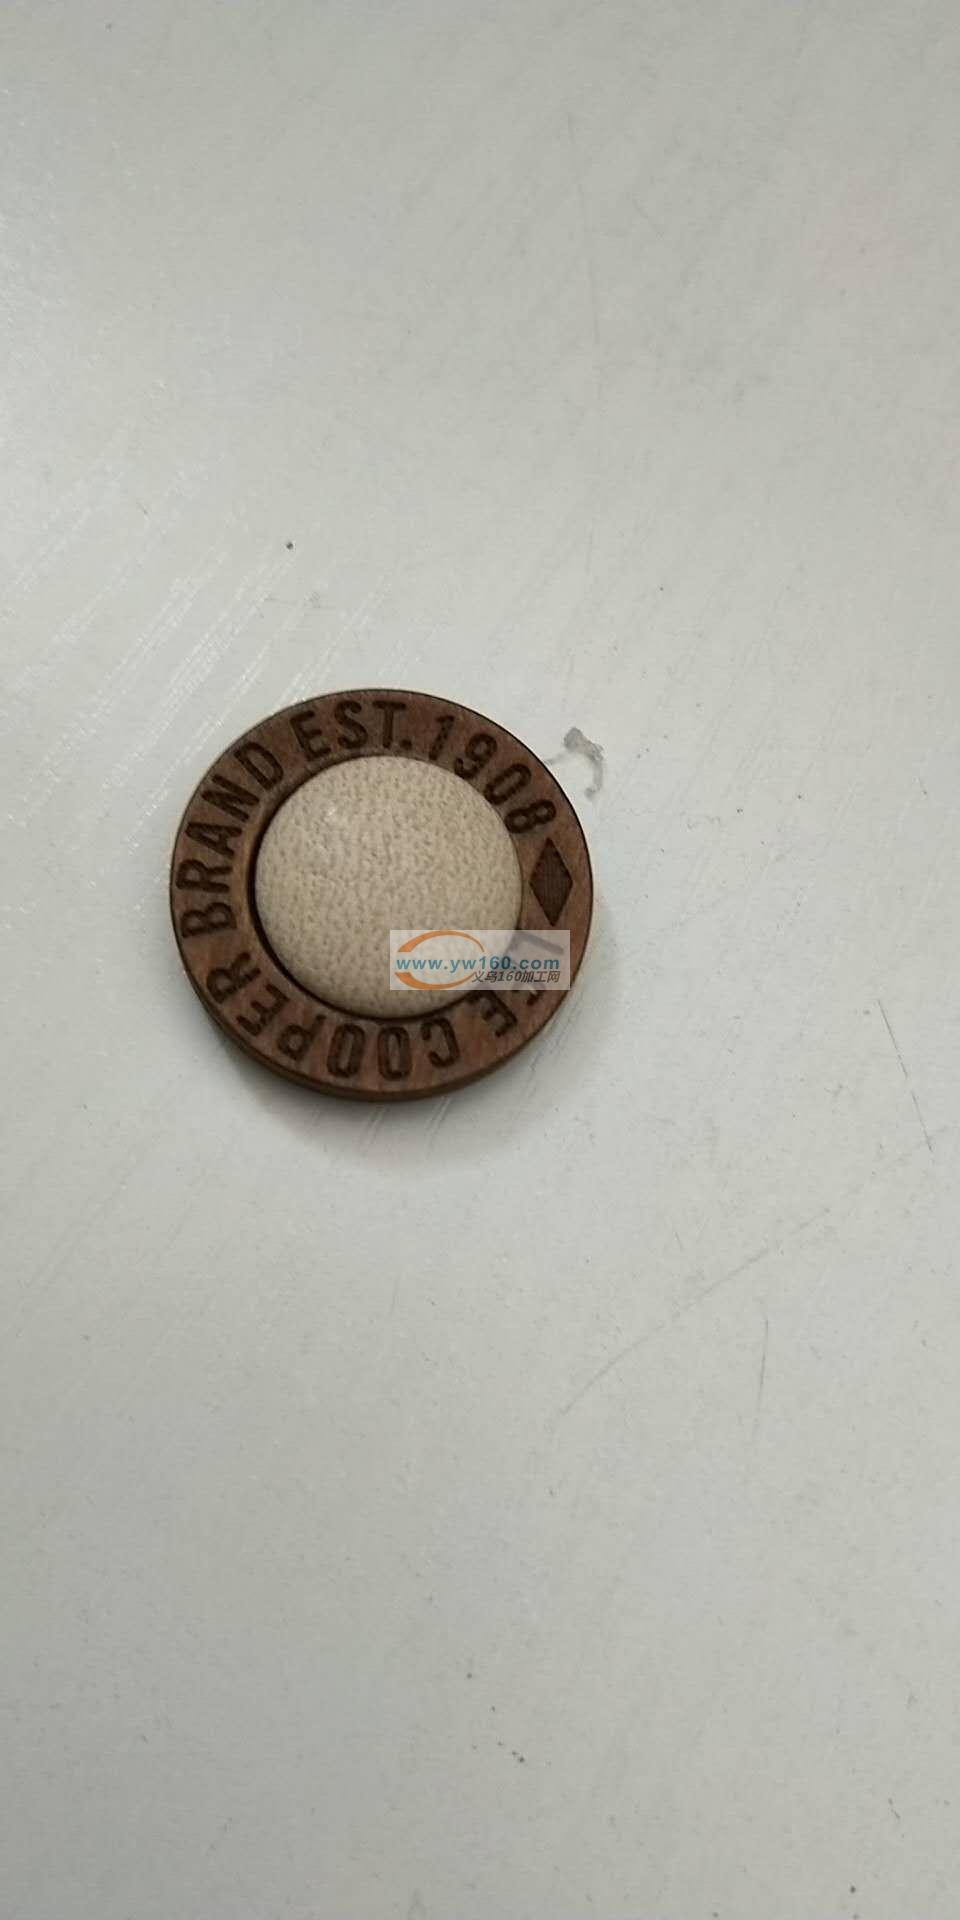 BRAND EST. 1908
COOPER
www.yw160.com
义乌160加工网